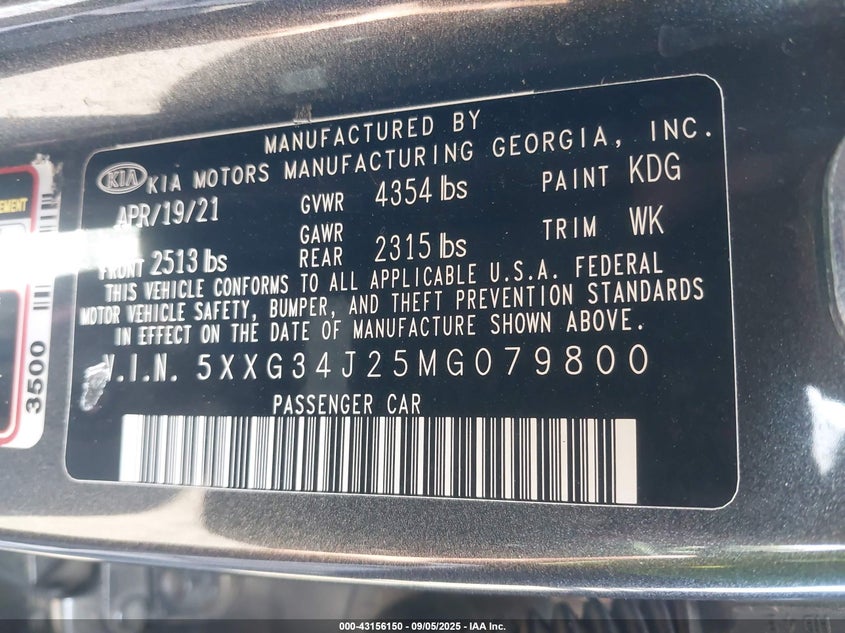 MANUFACTURED BY
KIA KIA MOTORS MANUFACTURING GEORGIA, INC.
APR/19/21 GVWR 4354 lbs PAINT KDG
FRONT 2513 lbs GAWR REAR 2315 lbs TRIM WK
THIS VEHICLE CONFORMS TO ALL APPLICABLE U.S.A. FEDERAL
MOTOR VEHICLE SAFETY, BUMPER, AND THEFT PREVENTION STANDARDS
IN EFFECT ON THE DATE OF MANUFACTURE SHOWN ABOVE.
V.I.N. 5XXG34J25MG079800
PASSENGER CAR
3500
000-43156150 - 09/05/2025 - IAA Inc.